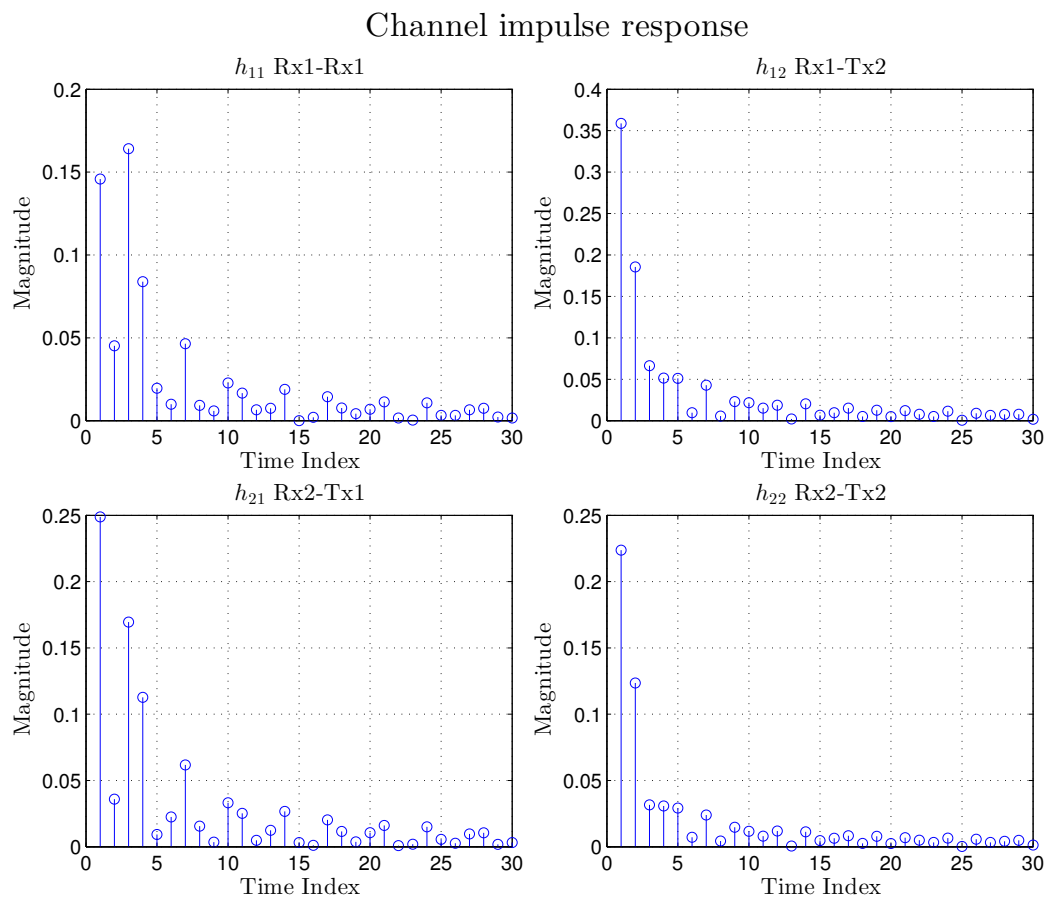 Channel impulse response
h₁₁ Rx1-Rx1
0.2
0.15
0.1
0.05
0
Magnitude
0 5 10 15 20 25 30
Time Index
h₁₂ Rx1-Tx2
0.4
0.35
0.3
0.25
0.2
0.15
0.1
0.05
0
Magnitude
0 5 10 15 20 25 30
Time Index
h₂₁ Rx2-Tx1
0.25
0.2
0.15
0.1
0.05
0
Magnitude
0 5 10 15 20 25 30
Time Index
h₂₂ Rx2-Tx2
0.25
0.2
0.15
0.1
0.05
0
Magnitude
0 5 10 15 20 25 30
Time Index